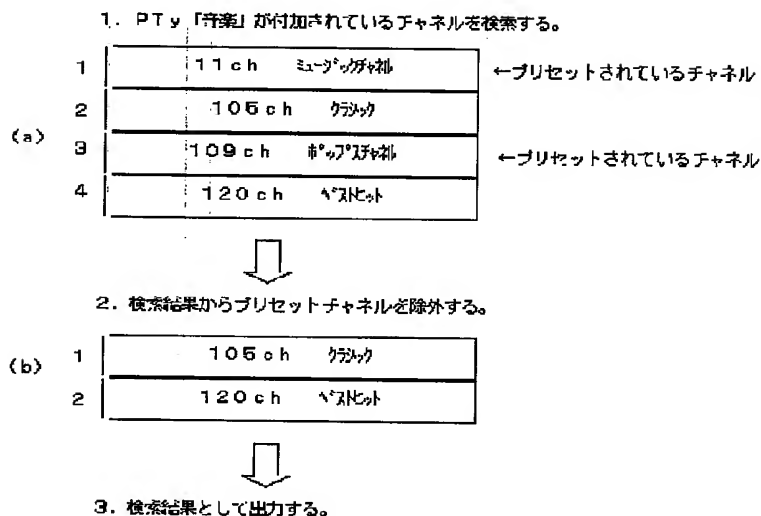 1．PTy「音楽」が付加されているチャネルを検索する。
(a)
1 11ch ﾐｭｰｼﾞｯｸﾁｬﾈﾙ ←プリセットされているチャネル
2 105ch ｸﾗｼｯｸ
3 109ch ﾎﾟｯﾌﾟｽﾁｬﾈﾙ ←プリセットされているチャネル
4 120ch ﾍﾞｽﾄﾋｯﾄ
2．検索結果からプリセットチャネルを除外する。
(b)
1 105ch ｸﾗｼｯｸ
2 120ch ﾍﾞｽﾄﾋｯﾄ
3．検索結果として出力する。